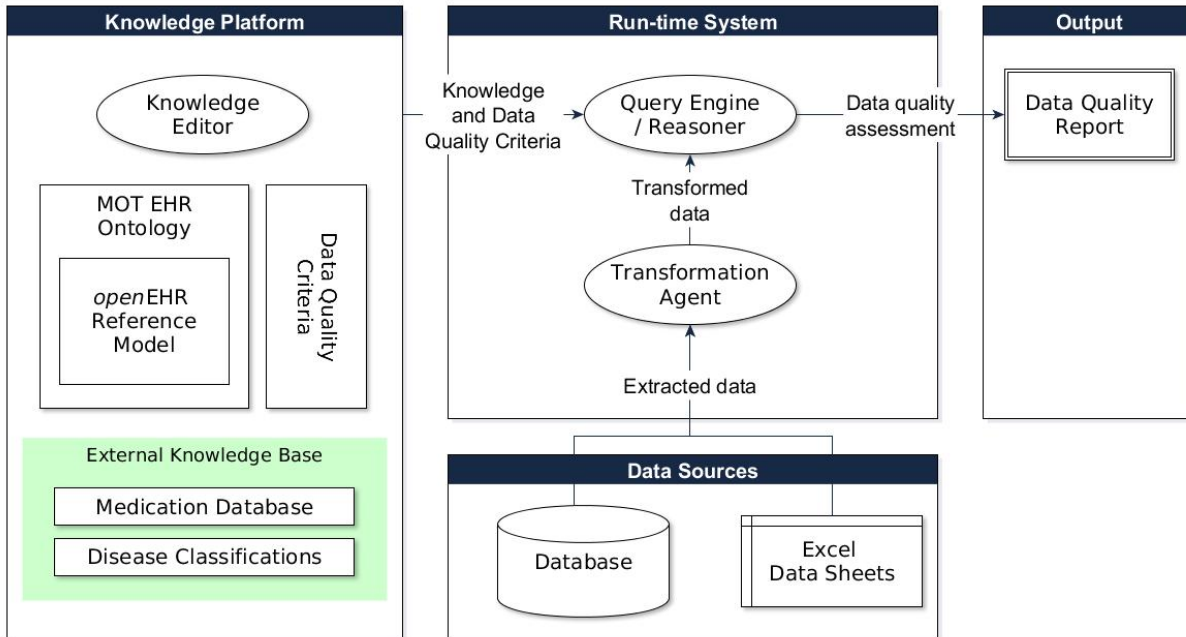 Knowledge Platform
Knowledge
Editor
MOT EHR
Ontology
openEHR
Reference
Model
Data Quality
Criteria
External Knowledge Base
Medication Database
Disease Classifications
Knowledge
and Data
Quality Criteria
Run-time System
Query Engine
/ Reasoner
Transformed
data
Transformation
Agent
Extracted data
Data Sources
Database
Excel
Data Sheets
Data quality
assessment
Output
Data Quality
Report